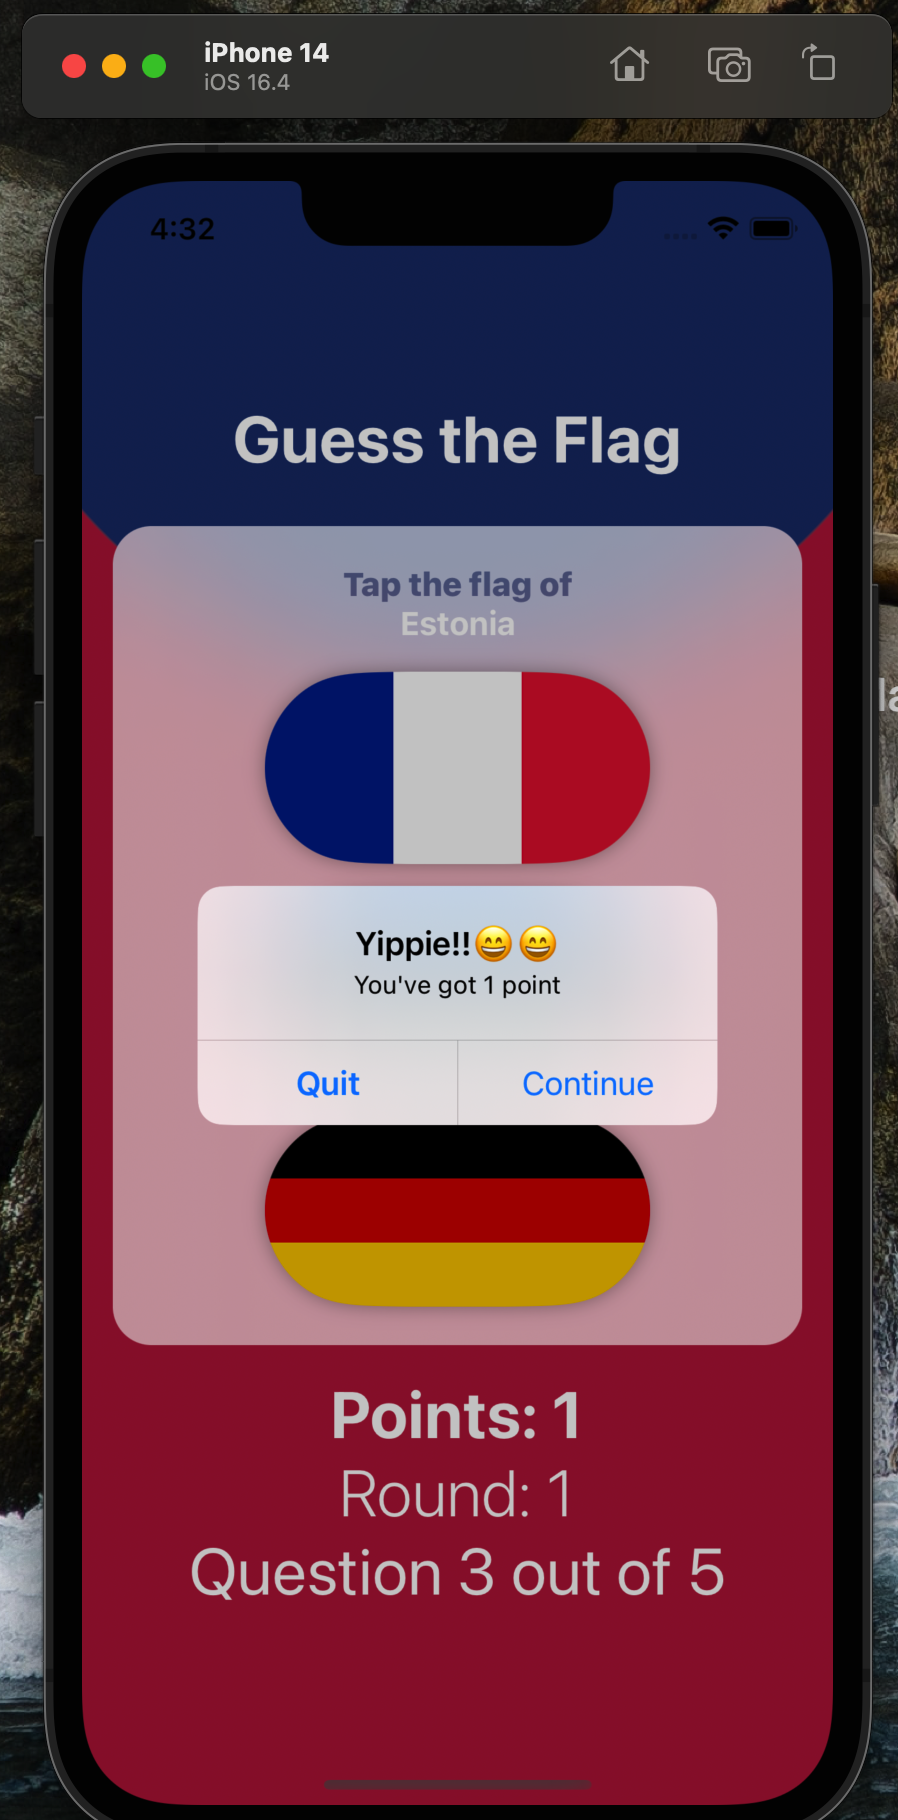 iPhone 14
iOS 16.4
4:32
Guess the Flag
Tap the flag of
Estonia
Yippie!!😄😄
You've got 1 point
Quit
Continue
Points: 1
Round: 1
Question 3 out of 5